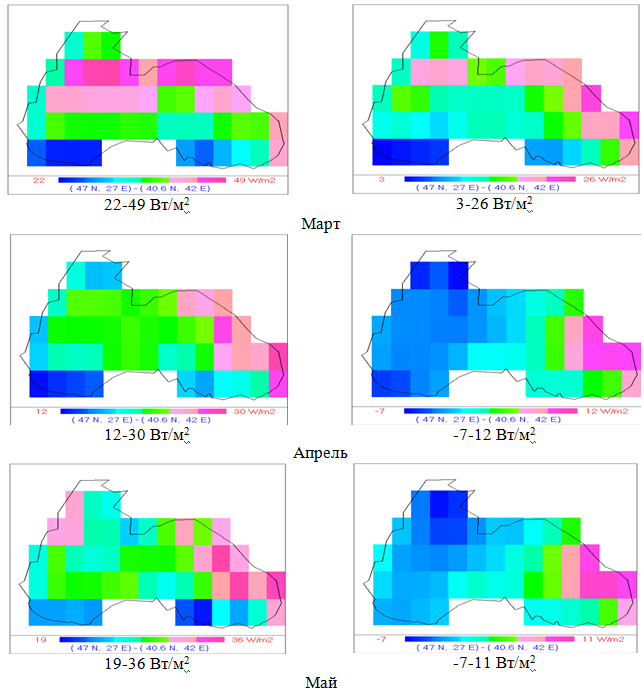 22 49 W/m2
( 47 N, 27 E) - ( 40.6 N, 42 E)
22-49 Вт/м²
3 26 W/m2
( 47 N, 27 E) - ( 40.6 N, 42 E)
3-26 Вт/м²
Март
12 30 W/m2
( 47 N, 27 E) - ( 40.6 N, 42 E)
12-30 Вт/м²
-7 12 W/m2
( 47 N, 27 E) - ( 40.6 N, 42 E)
-7-12 Вт/м²
Апрель
19 36 W/m2
( 47 N, 27 E) - ( 40.6 N, 42 E)
19-36 Вт/м²
-7 11 W/m2
( 47 N, 27 E) - ( 40.6 N, 42 E)
-7-11 Вт/м²
Май